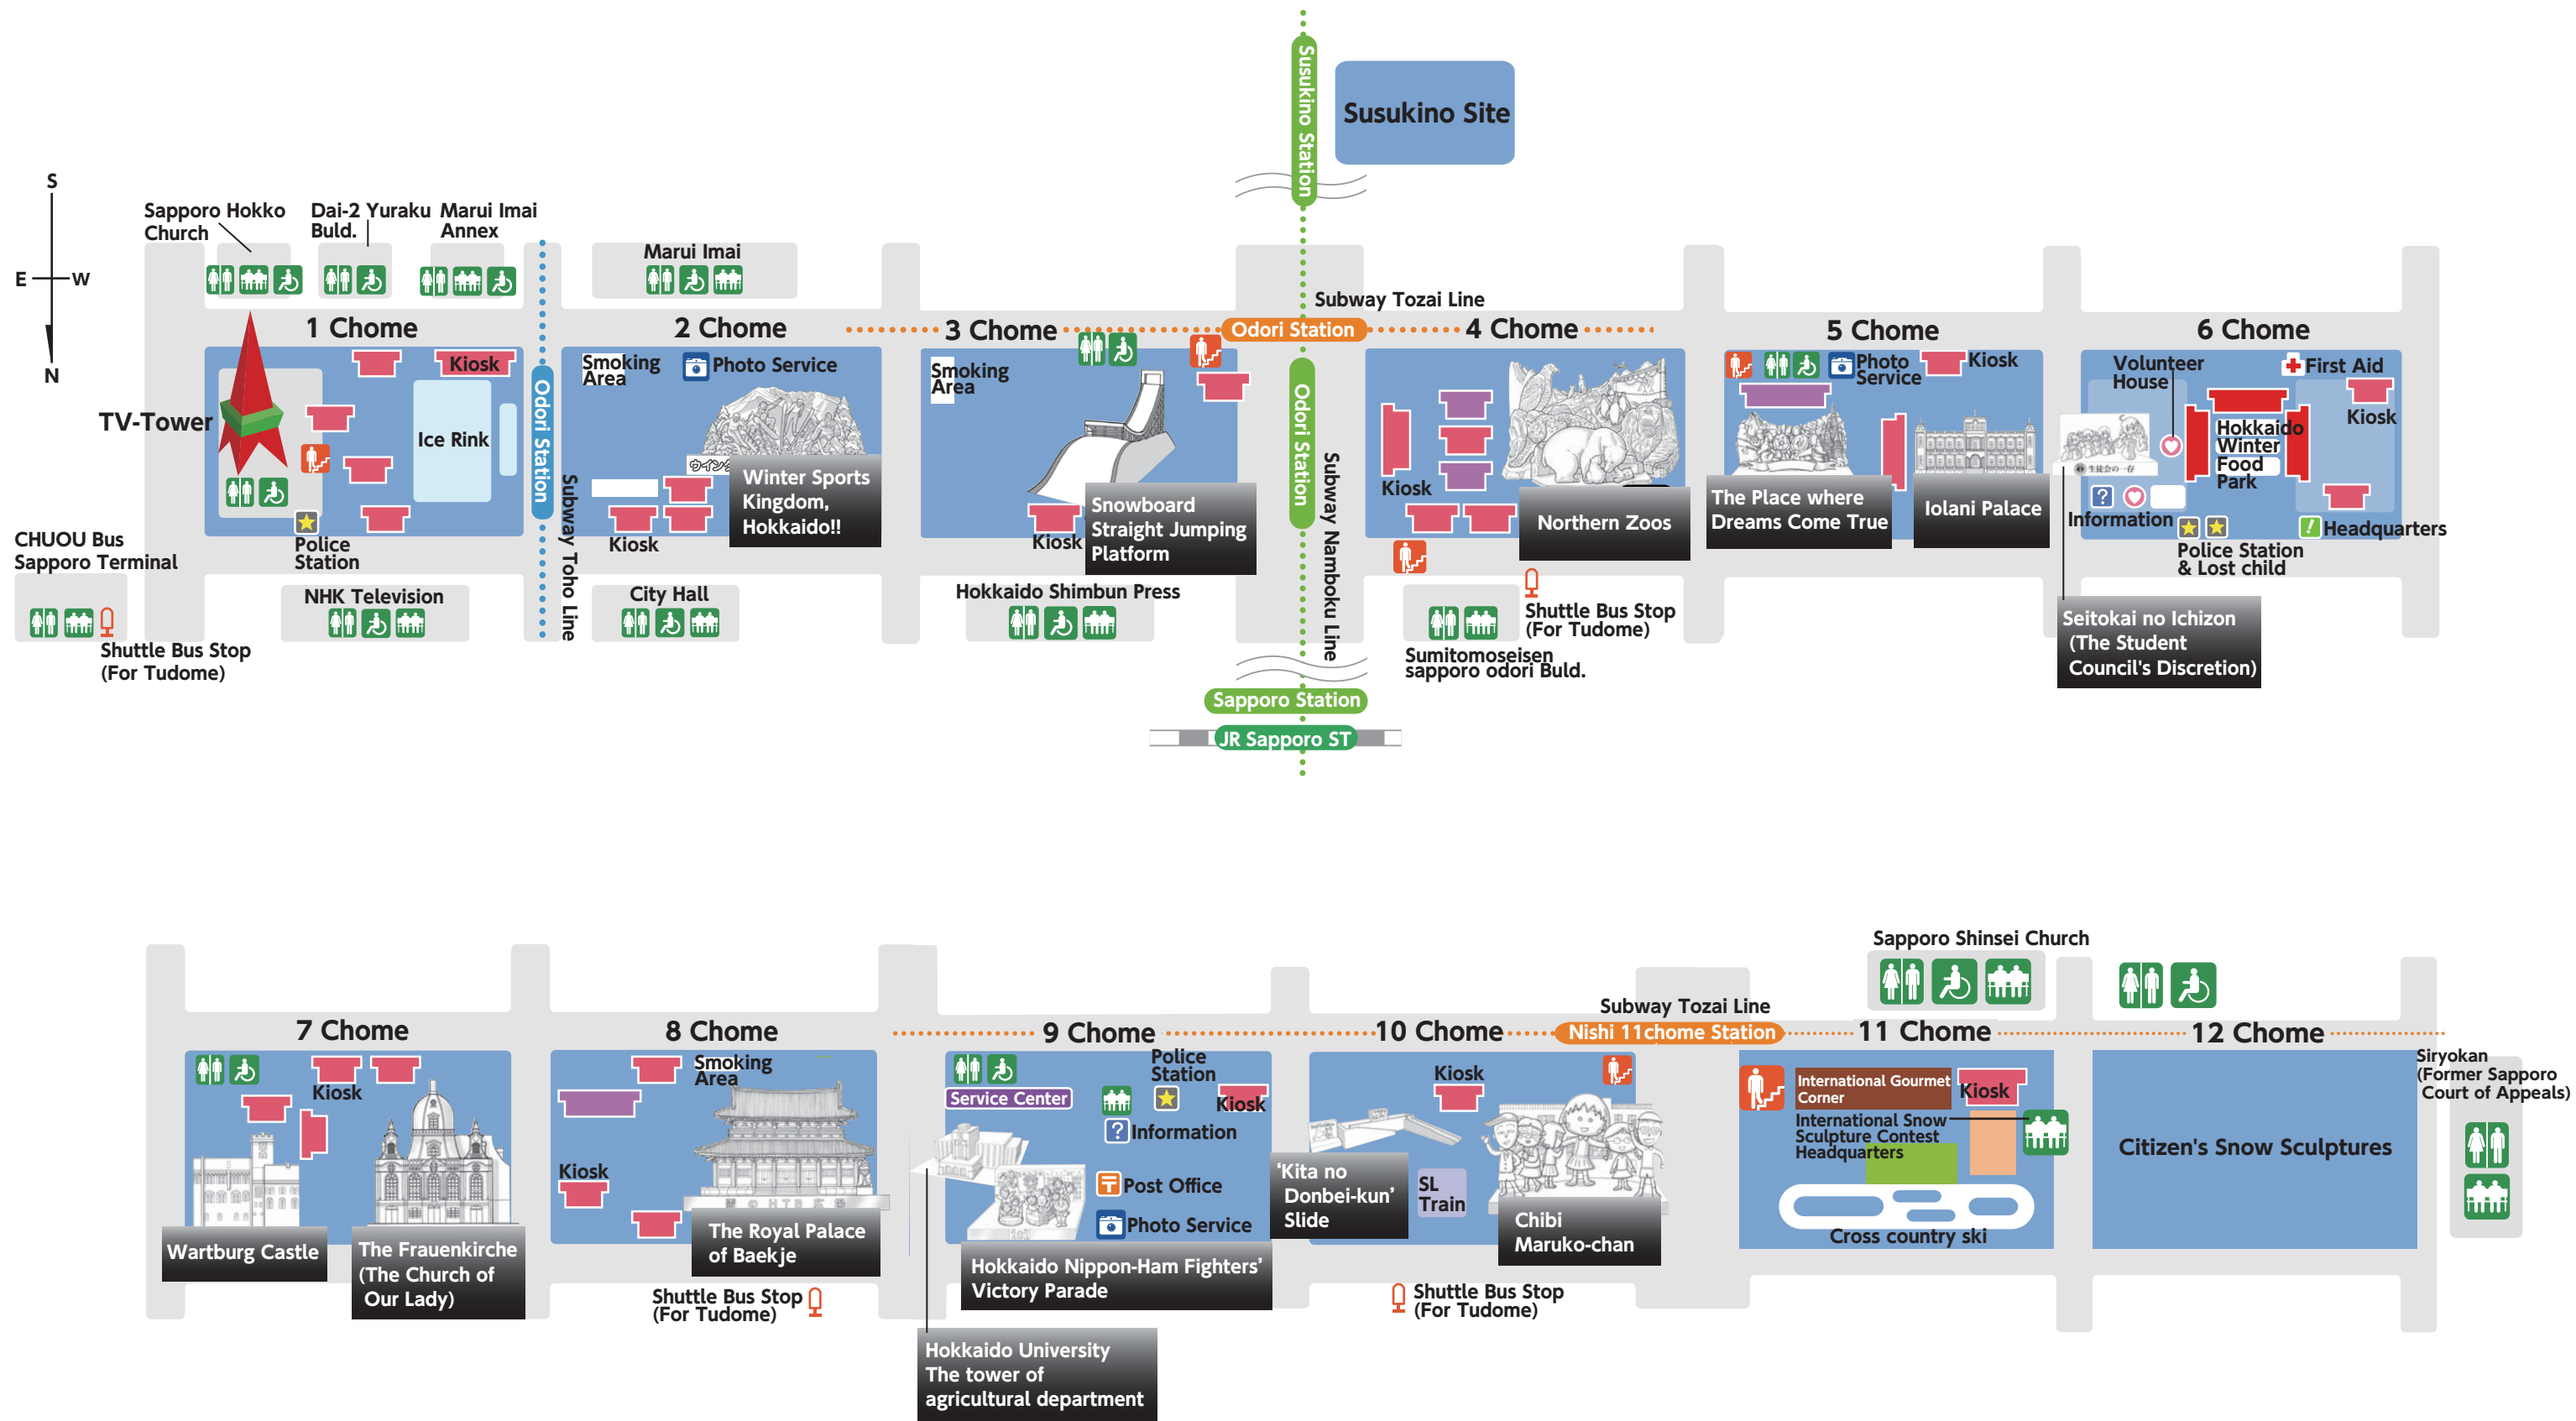 Susukino Station
Susukino Site
S
E
W
N
Sapporo Hokko
Church
Dai-2 Yuraku
Buld.
Marui Imai
Annex
Marui Imai
Subway Tozai Line
1 Chome
2 Chome
3 Chome
Odori Station
4 Chome
5 Chome
6 Chome
TV-Tower
Kiosk
Ice Rink
Police
Station
Odori Station
Subway Toho Line
Smoking
Area
Photo Service
ウイン
Winter Sports
Kingdom,
Hokkaido!!
Kiosk
Smoking
Area
Kiosk
Snowboard
Straight Jumping
Platform
Odori Station
Subway Namboku Line
Kiosk
Northern Zoos
Photo
Service
Kiosk
The Place where
Dreams Come True
Iolani Palace
Volunteer
House
First Aid
Kiosk
Hokkaido
Winter
Food
Park
生徒会の一存
?
Information
Police Station
& Lost child
!
Headquarters
Seitokai no Ichizon
(The Student
Council's Discretion)
CHUOU Bus
Sapporo Terminal
Shuttle Bus Stop
(For Tudome)
NHK Television
City Hall
Hokkaido Shimbun Press
Shuttle Bus Stop
(For Tudome)
Sumitomoseisen
sapporo odori Buld.
Sapporo Station
JR Sapporo ST
Sapporo Shinsei Church
Subway Tozai Line
7 Chome
8 Chome
9 Chome
10 Chome
Nishi 11chome Station
11 Chome
12 Chome
Kiosk
Wartburg Castle
The Frauenkirche
(The Church of
Our Lady)
Smoking
Area
Kiosk
The Royal Palace
of Baekje
Shuttle Bus Stop
(For Tudome)
Police
Station
Service Center
Kiosk
?
Information
〒
Post Office
Photo Service
Hokkaido Nippon-Ham Fighters’
Victory Parade
Hokkaido University
The tower of
agricultural department
Kiosk
‘Kita no
Donbei-kun’
Slide
SL
Train
Chibi
Maruko-chan
Shuttle Bus Stop
(For Tudome)
International Gourmet
Corner
Kiosk
International Snow
Sculpture Contest
Headquarters
Cross country ski
Citizen's Snow Sculptures
Siryokan
(Former Sapporo
Court of Appeals)